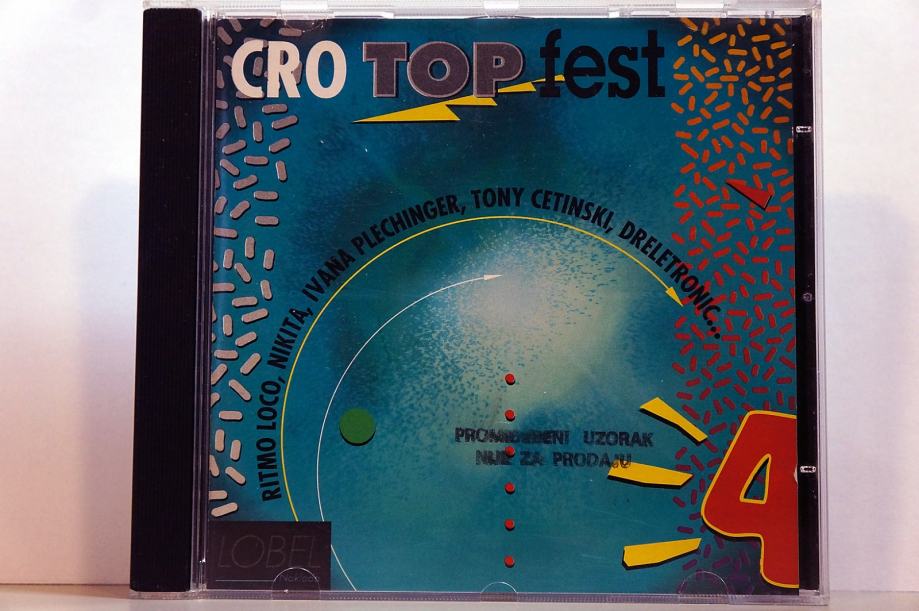 CRO TOP fest
RITMO LOCO, NIKITA, IVANA PLECHINGER, TONY CETINSKI, DRELETRONIC...
UZORAK
NIJE ZA PRODAJU
4
LOBEL